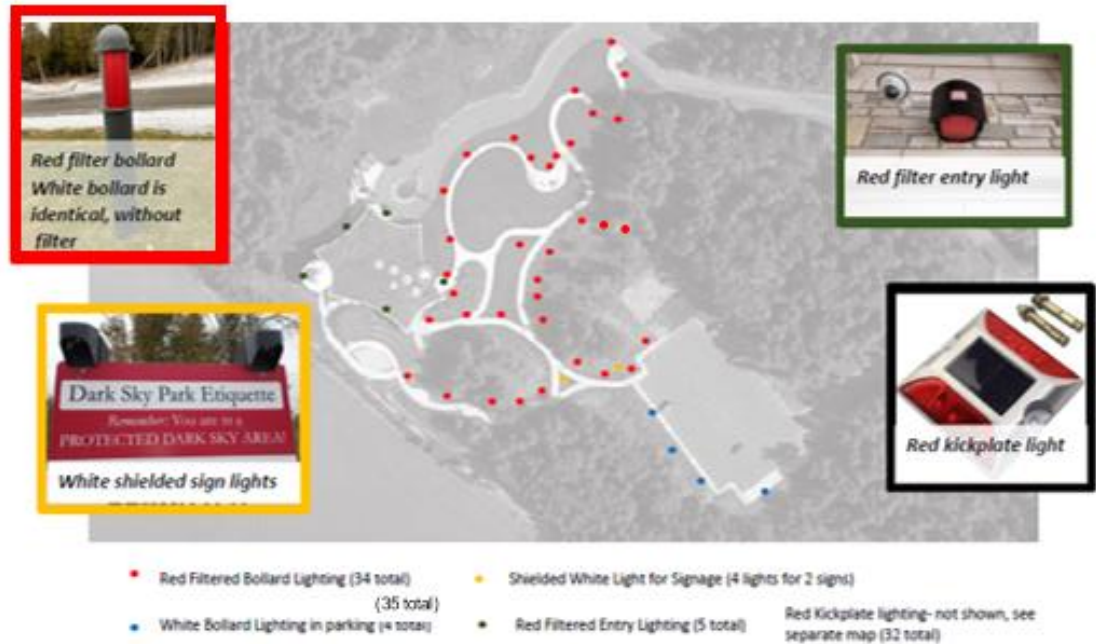 Red filter bollard
White bollard is
identical, without
filter
Red filter entry light
Dark Sky Park Etiquette
Remember: You are in a
PROTECTED DARK SKY AREA!
White shielded sign lights
Red kickplate light
Red Filtered Bollard Lighting (34 total)
(35 total)
White Bollard Lighting in parking (4 total)
Shielded White Light for Signage (4 lights for 2 signs)
Red Filtered Entry Lighting (5 total)
Red Kickplate lighting- not shown, see
separate map (32 total)